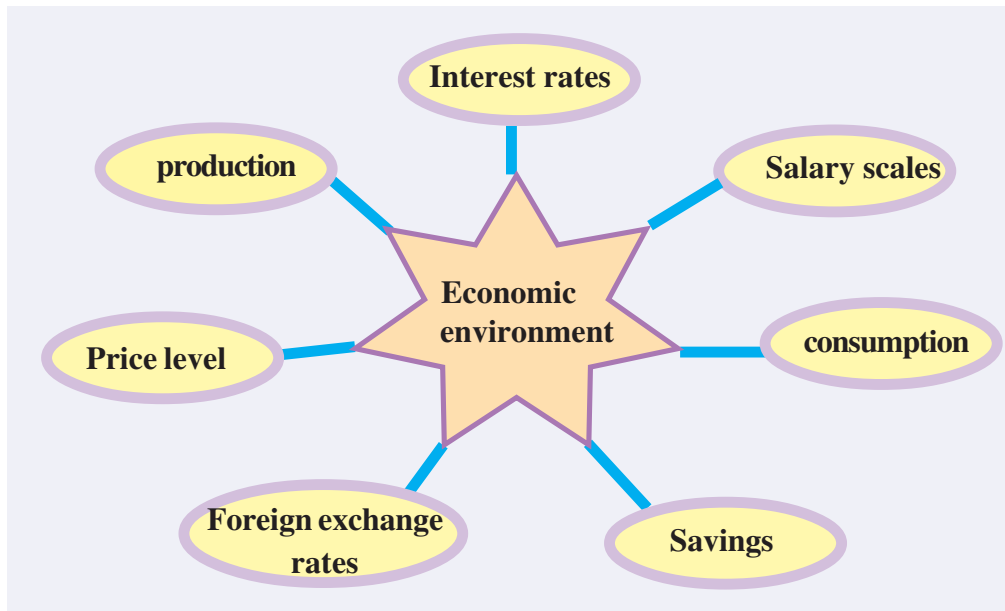 Interest rates
production
Salary scales
Economic
environment
Price level
consumption
Foreign exchange
rates
Savings